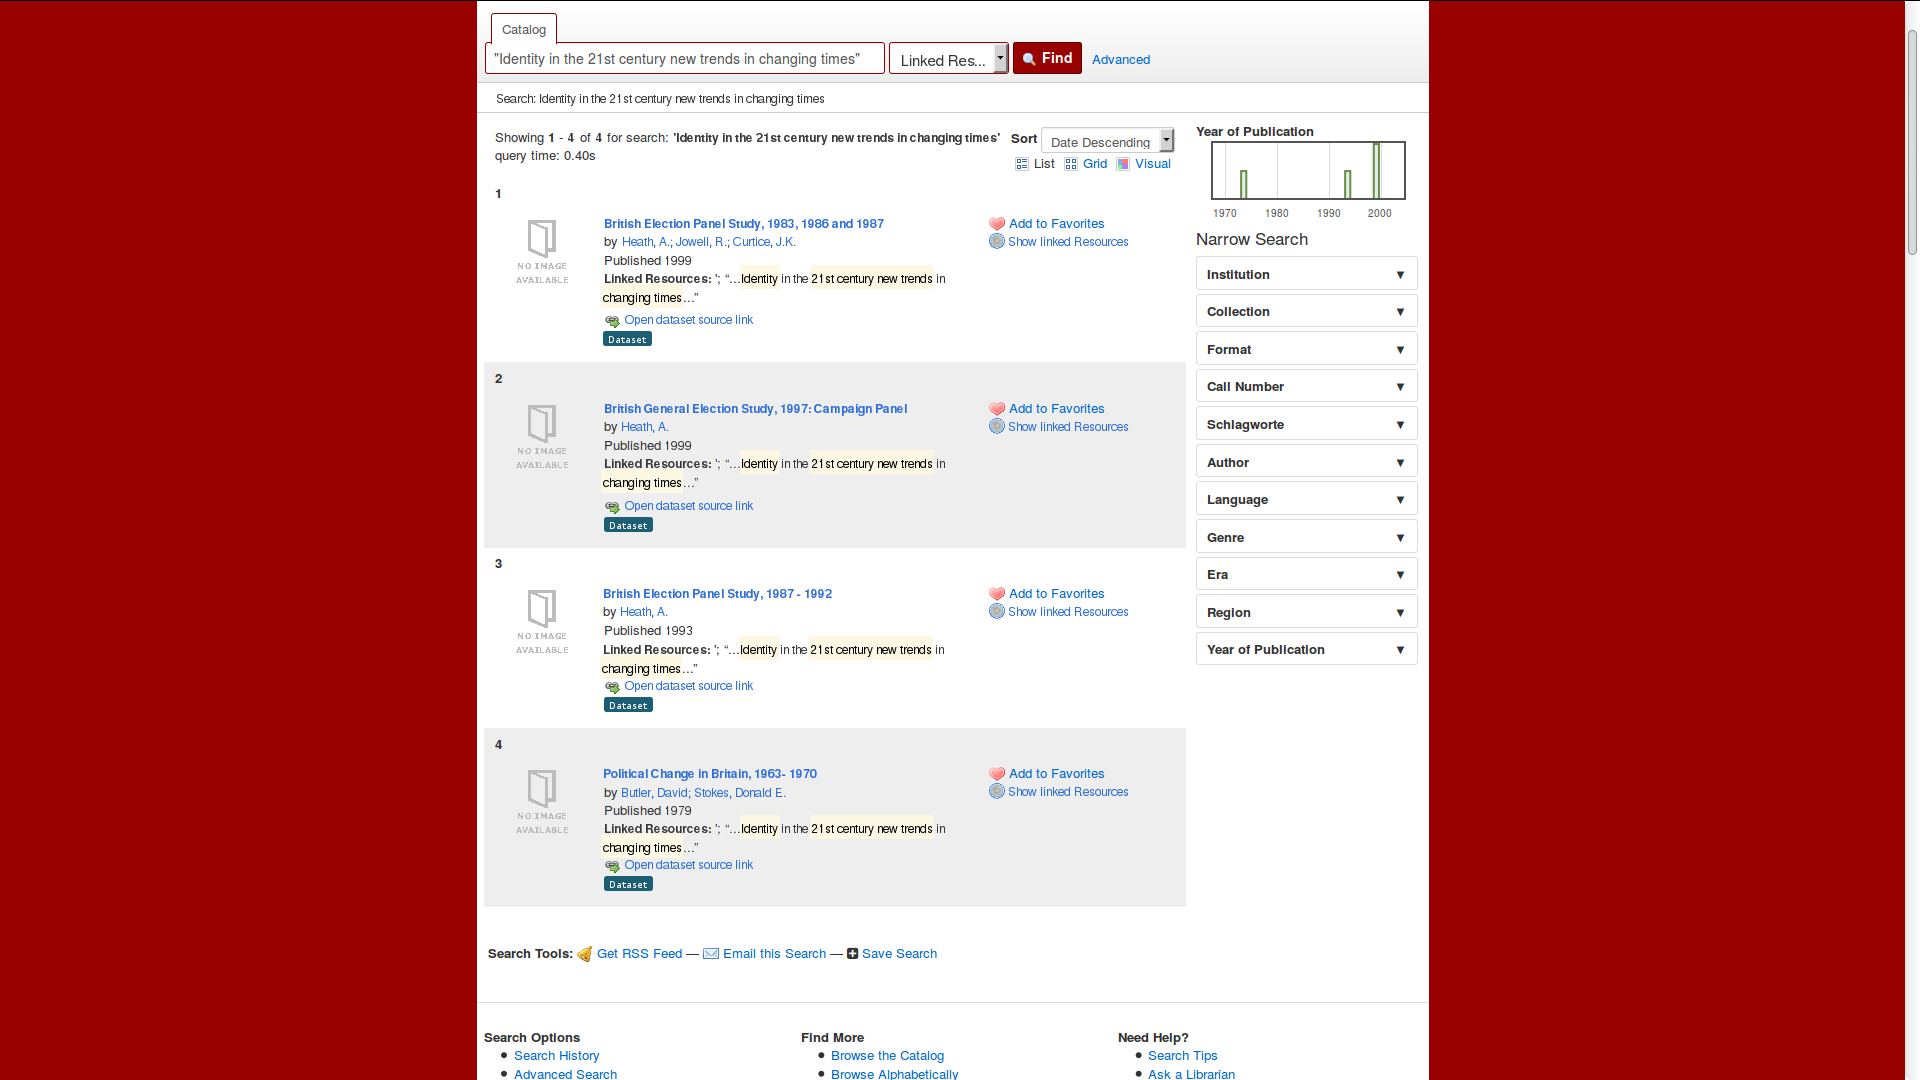 Catalog
"Identity in the 21st century new trends in changing times"
Linked Res...
Find
Advanced
Search: Identity in the 21st century new trends in changing times
Showing 1 - 4 of 4 for search: 'Identity in the 21st century new trends in changing times'
query time: 0.40s
Sort
Date Descending
List
Grid
Visual
1
NO IMAGE
AVAILABLE
British Election Panel Study, 1983, 1986 and 1987
by Heath, A.; Jowell, R.; Curtice, J.K.
Published 1999
Linked Resources: '; “...Identity in the 21st century new trends in
changing times...”
Open dataset source link
Dataset
Add to Favorites
Show linked Resources
2
NO IMAGE
AVAILABLE
British General Election Study, 1997: Campaign Panel
by Heath, A.
Published 1999
Linked Resources: '; “...Identity in the 21st century new trends in
changing times...”
Open dataset source link
Dataset
Add to Favorites
Show linked Resources
3
NO IMAGE
AVAILABLE
British Election Panel Study, 1987 - 1992
by Heath, A.
Published 1993
Linked Resources: '; “...Identity in the 21st century new trends in
changing times...”
Open dataset source link
Dataset
Add to Favorites
Show linked Resources
4
NO IMAGE
AVAILABLE
Political Change in Britain, 1963- 1970
by Butler, David; Stokes, Donald E.
Published 1979
Linked Resources: '; “...Identity in the 21st century new trends in
changing times...”
Open dataset source link
Dataset
Add to Favorites
Show linked Resources
Year of Publication
1970 1980 1990 2000
Narrow Search
Institution
Collection
Format
Call Number
Schlagworte
Author
Language
Genre
Era
Region
Year of Publication
Search Tools: Get RSS Feed — Email this Search — Save Search
Search Options
Search History
Advanced Search
Find More
Browse the Catalog
Browse Alphabetically
Need Help?
Search Tips
Ask a Librarian